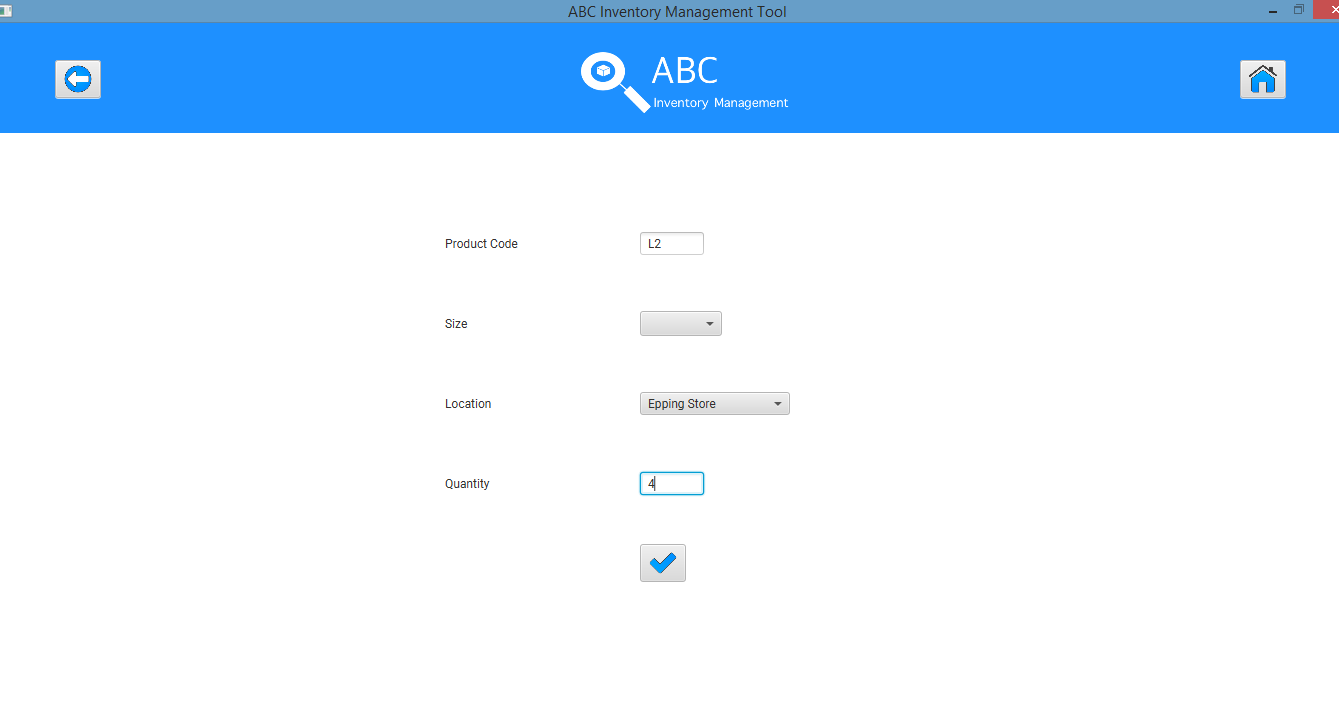 ABC Inventory Management Tool
ABC
Inventory Management
Product Code L2
Size
Location Epping Store
Quantity 4